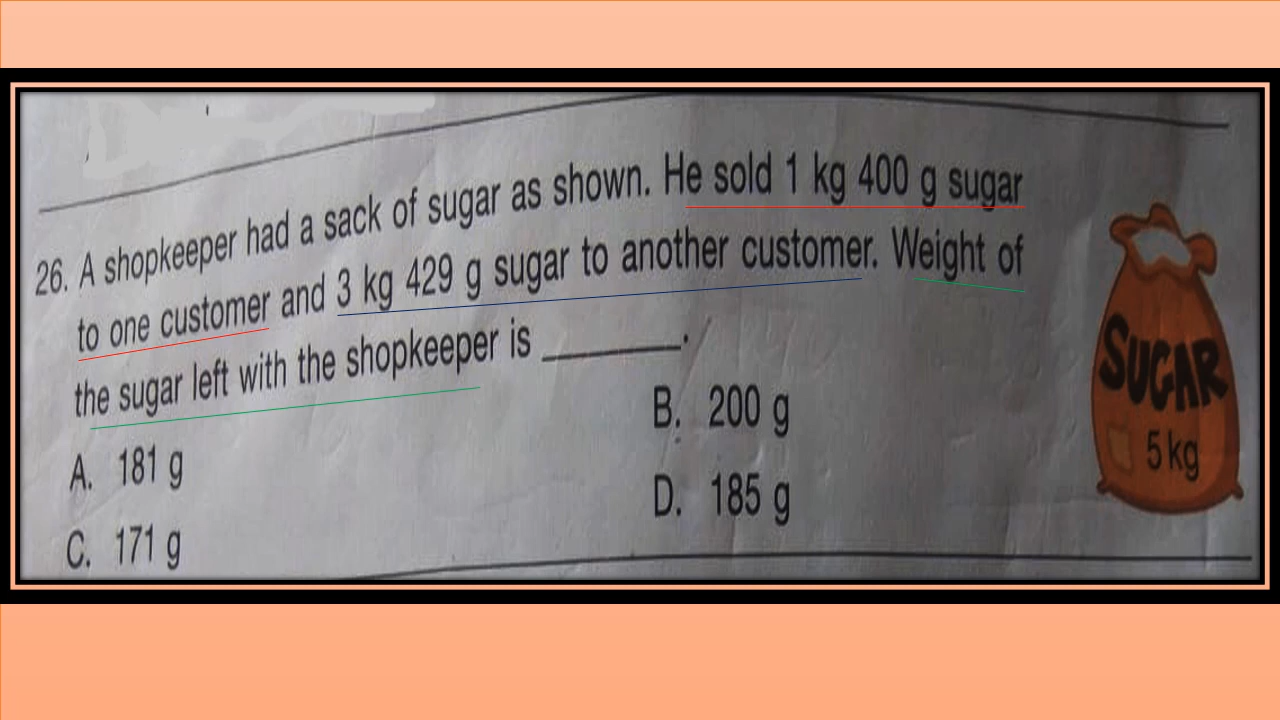 26. A shopkeeper had a sack of sugar as shown. He sold 1 kg 400 g sugar
to one customer and 3 kg 429 g sugar to another customer. Weight of
the sugar left with the shopkeeper is ________.
A. 181 g
B. 200 g
C. 171 g
D. 185 g
SUGAR
5 kg